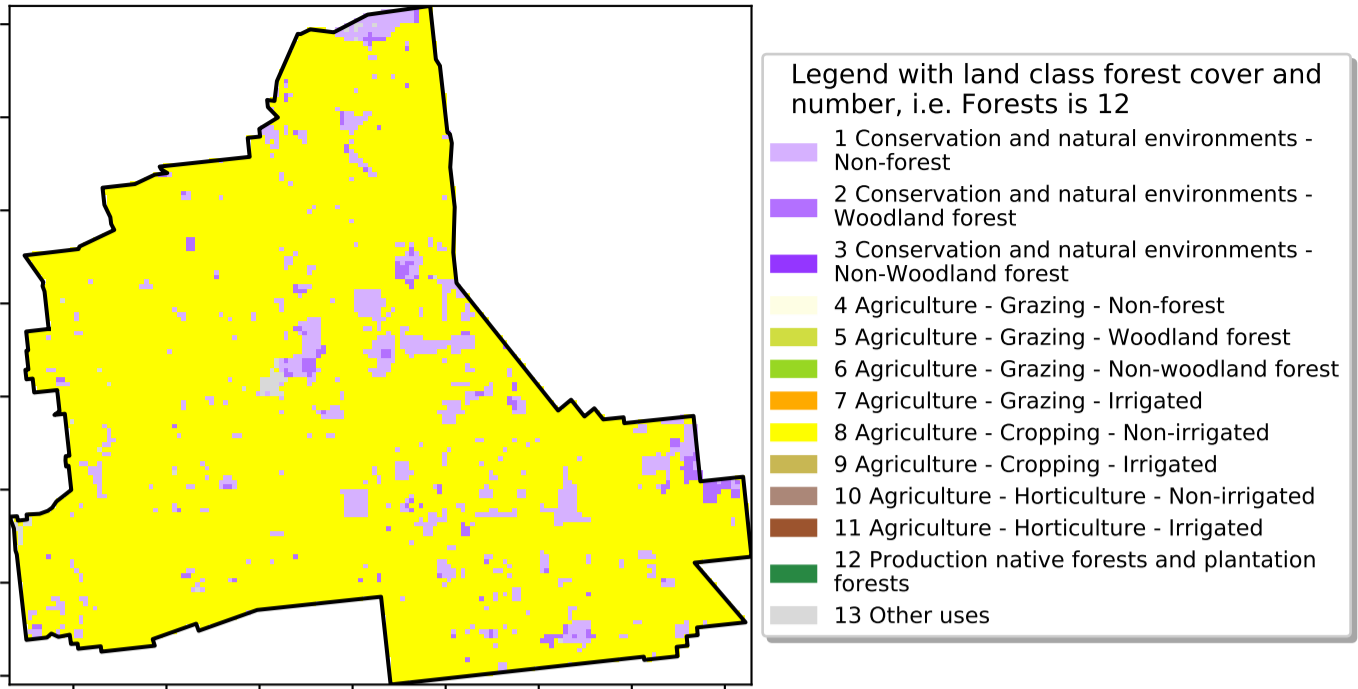 Legend with land class forest cover and
number, i.e. Forests is 12
1 Conservation and natural environments -
Non-forest
2 Conservation and natural environments -
Woodland forest
3 Conservation and natural environments -
Non-Woodland forest
4 Agriculture - Grazing - Non-forest
5 Agriculture - Grazing - Woodland forest
6 Agriculture - Grazing - Non-woodland forest
7 Agriculture - Grazing - Irrigated
8 Agriculture - Cropping - Non-irrigated
9 Agriculture - Cropping - Irrigated
10 Agriculture - Horticulture - Non-irrigated
11 Agriculture - Horticulture - Irrigated
12 Production native forests and plantation
forests
13 Other uses